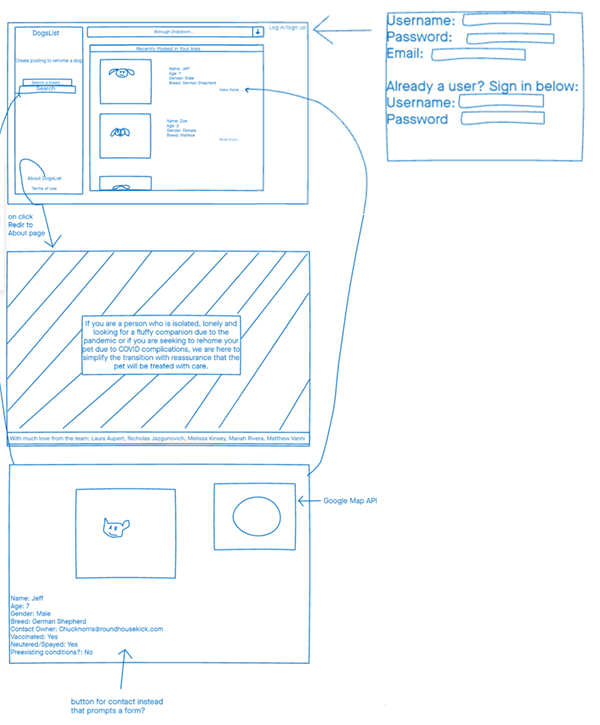 DogsList
Borough Dropdown...
Log in/Sign up
Create posting to rehome a dog
Search a breed
Search
About DogsList
Terms of use
Recently Posted in Your Area
Name: Jeff
Age: 7
Gender: Male
Breed: German Shepherd
View more...
Name: Zoe
Age: 2
Gender: Female
Breed: Maltese
Show more...
Username:
Password:
Email:
Already a user? Sign in below:
Username:
Password
on click
Redir to
About page
If you are a person who is isolated, lonely and
looking for a fluffy companion due to the
pandemic or if you are seeking to rehome your
pet due to COVID complications, we are here to
simplify the transition with reassurance that the
pet will be treated with care.
With much love from the team: Laura Aupert, Nicholas Jazgunovich, Melissa Kinsey, Mariah Rivera, Matthew Vanni
Google Map API
Name: Jeff
Age: 7
Gender: Male
Breed: German Shepherd
Contact Owner: Chucknorris@roundhousekick.com
Vaccinated: Yes
Neutered/Spayed: Yes
Preexisting conditions?: No
button for contact instead
that prompts a form?